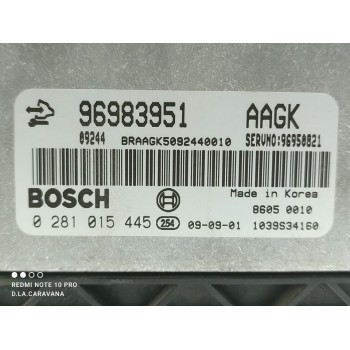 96983951 AAGK
09244 BRAAGK5092440010 SERVNO:96950821
BOSCH
Made in Korea
8605 0010
0 281 015 445 254 09-09-01 1039S34160
REDMI NOTE 10 PRO
D.LA.CARAVANA